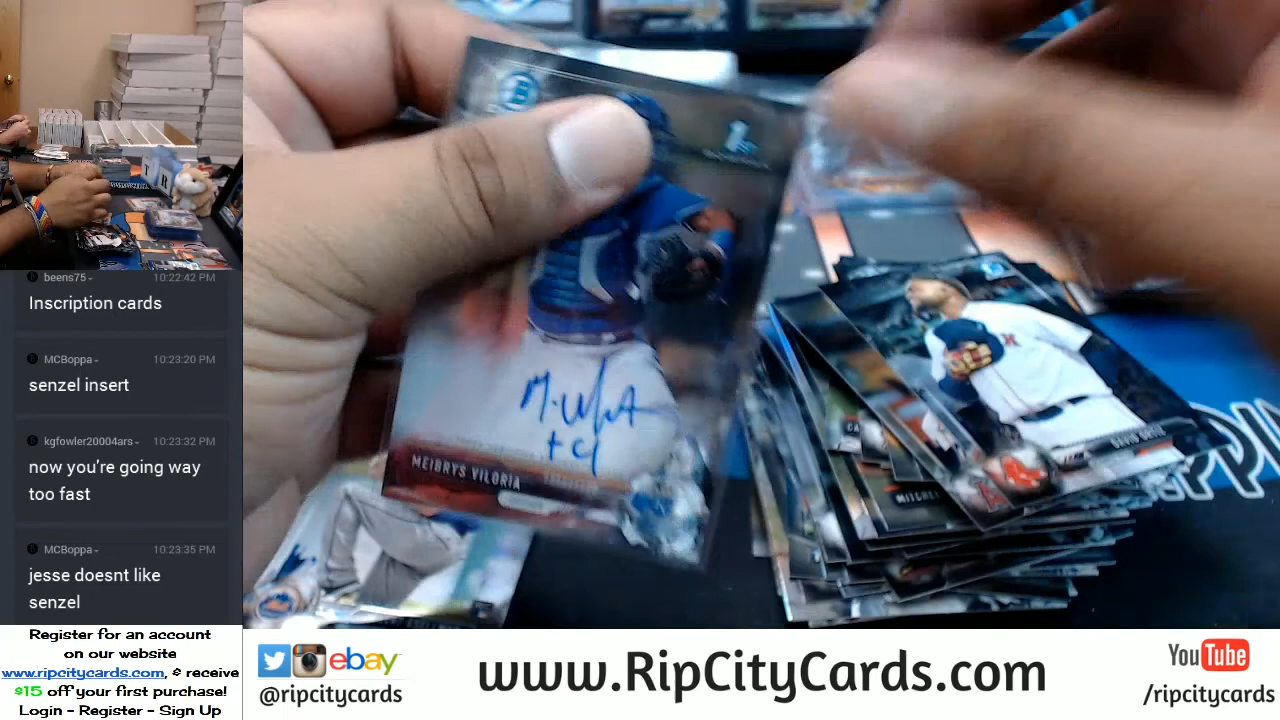 beens75
10:22:42 PM
Inscription cards
MCBoppa
10:23:20 PM
senzel insert
kgfowler20004ars
10:23:32 PM
now you're going way
too fast
MCBoppa
10:23:35 PM
jesse doesnt like
senzel
Register for an account
on our website
www.ripcitycards.com, & receive
$15 off your first purchase!
Login - Register - Sign Up
B
MEIBRYS VILORIA
DAVID ORTIZ
T R
ebay
@ripcitycards
www.RipCityCards.com
YouTube
/ripcitycards